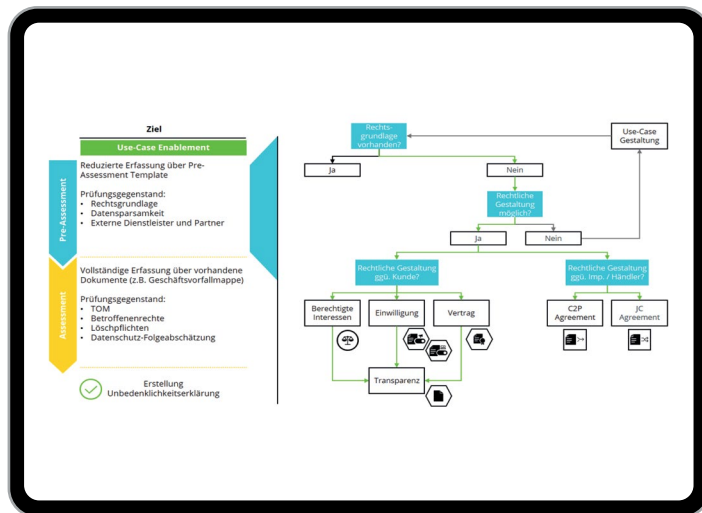 Ziel
Use-Case Enablement
Pre-Assessment
Reduzierte Erfassung über Pre-
Assessment Template
Prüfungsgegenstand:
• Rechtsgrundlage
• Datensparsamkeit
• Externe Dienstleister und Partner
Assessment
Vollständige Erfassung über vorhandene
Dokumente (z.B. Geschäftsvorfallmappe)
Prüfungsgegenstand:
• TOM
• Betroffenenrechte
• Löschpflichten
• Datenschutz-Folgeabschätzung
Erstellung
Unbedenklichkeitserklärung
Rechts-
grundlage
vorhanden?
Use-Case
Gestaltung
Ja
Nein
Rechtliche
Gestaltung
möglich?
Ja
Nein
Rechtliche Gestaltung
ggü. Kunde?
Rechtliche Gestaltung
ggü. Imp. / Händler?
Berechtigte
Interessen
Einwilligung
Vertrag
C2P
Agreement
JC
Agreement
Transparenz